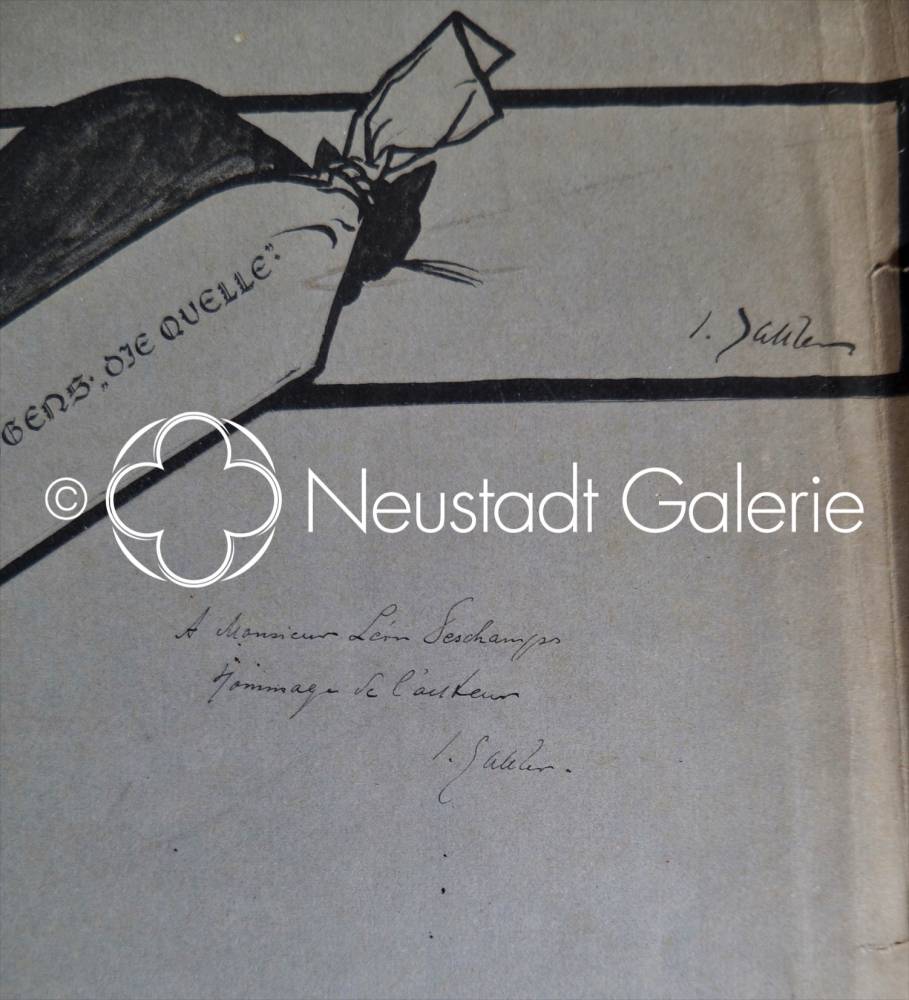 GENS: „DIE QUELLE”.
J. Sattler
© Neustadt Galerie
A Monsieur Léon Deschamps
Hommage de l'auteur
J. Sattler.